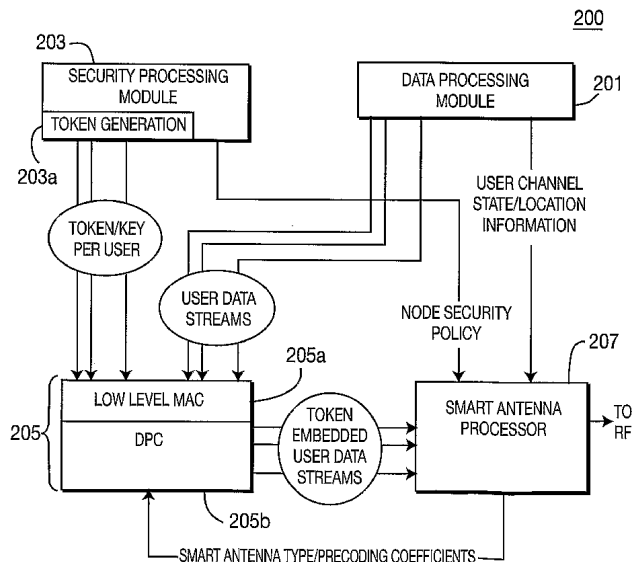 200
203
SECURITY PROCESSING
MODULE
TOKEN GENERATION
203a
DATA PROCESSING
MODULE
201
TOKEN/KEY
PER USER
USER DATA
STREAMS
USER CHANNEL
STATE/LOCATION
INFORMATION
NODE SECURITY
POLICY
205
205a
LOW LEVEL MAC
DPC
205b
TOKEN
EMBEDDED
USER DATA
STREAMS
207
SMART ANTENNA
PROCESSOR
TO
RF
SMART ANTENNA TYPE/PRECODING COEFFICIENTS